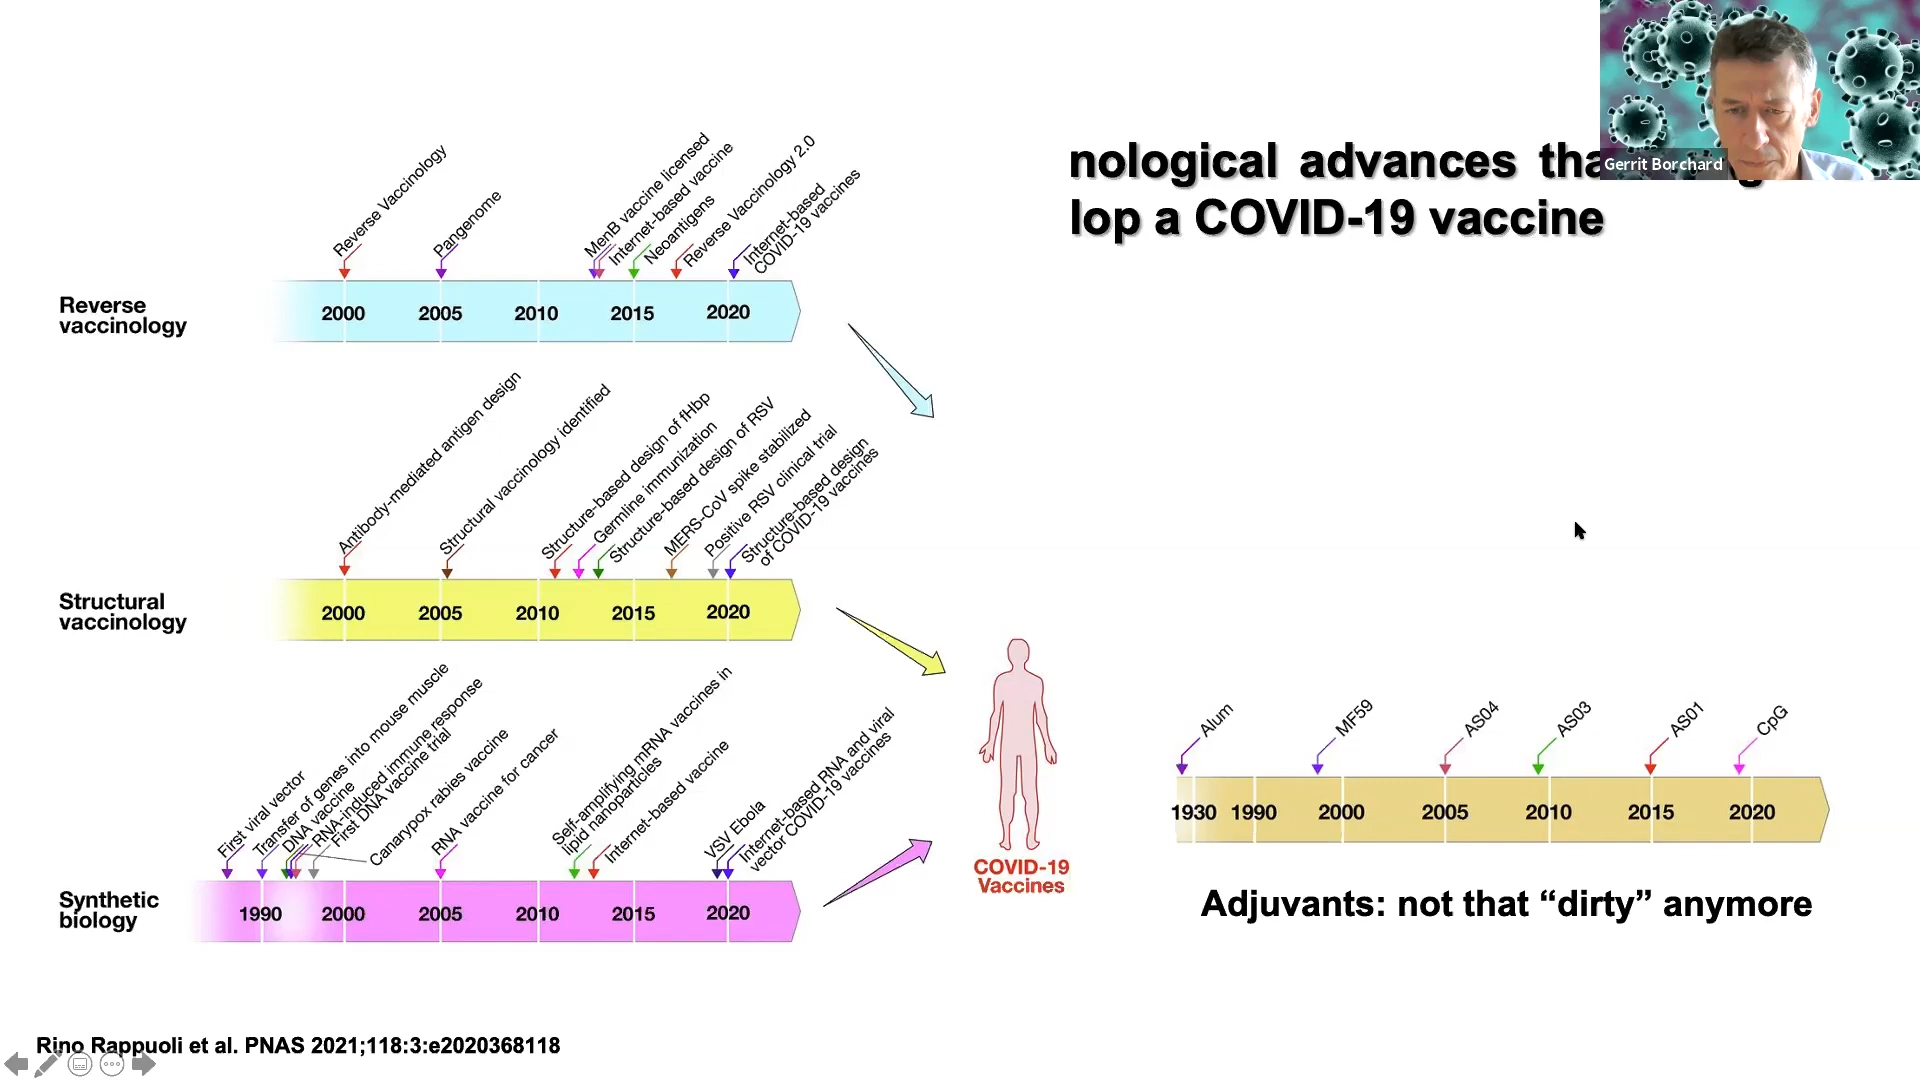 nological advances tha
lop a COVID-19 vaccine
Gerrit Borchard
Reverse Vaccinology
Pangenome
MenB vaccine licensed
Internet-based vaccine
Neoantigens
Reverse Vaccinology 2.0
Internet-based
COVID-19 vaccines
Reverse
vaccinology
2000 2005 2010 2015 2020
Antibody-mediated antigen design
Structural vaccinology identified
Structure-based design of fHbp
Germline immunization
Structure-based design of RSV
MERS-CoV spike stabilized
Positive RSV clinical trial
Structure-based design
of COVID-19 vaccines
Structural
vaccinology
2000 2005 2010 2015 2020
First viral vector
Transfer of genes into mouse muscle
DNA vaccine
RNA-induced immune response
First DNA vaccine trial
Canarypox rabies vaccine
RNA vaccine for cancer
Self-amplifying mRNA vaccines in
lipid nanoparticles
Internet-based vaccine
VSV Ebola
Internet-based RNA and viral
vector COVID-19 vaccines
Synthetic
biology
1990 2000 2005 2010 2015 2020
COVID-19
Vaccines
Alum
MF59
AS04
AS03
AS01
CpG
1930 1990 2000 2005 2010 2015 2020
Adjuvants: not that “dirty” anymore
Rino Rappuoli et al. PNAS 2021;118:3:e2020368118